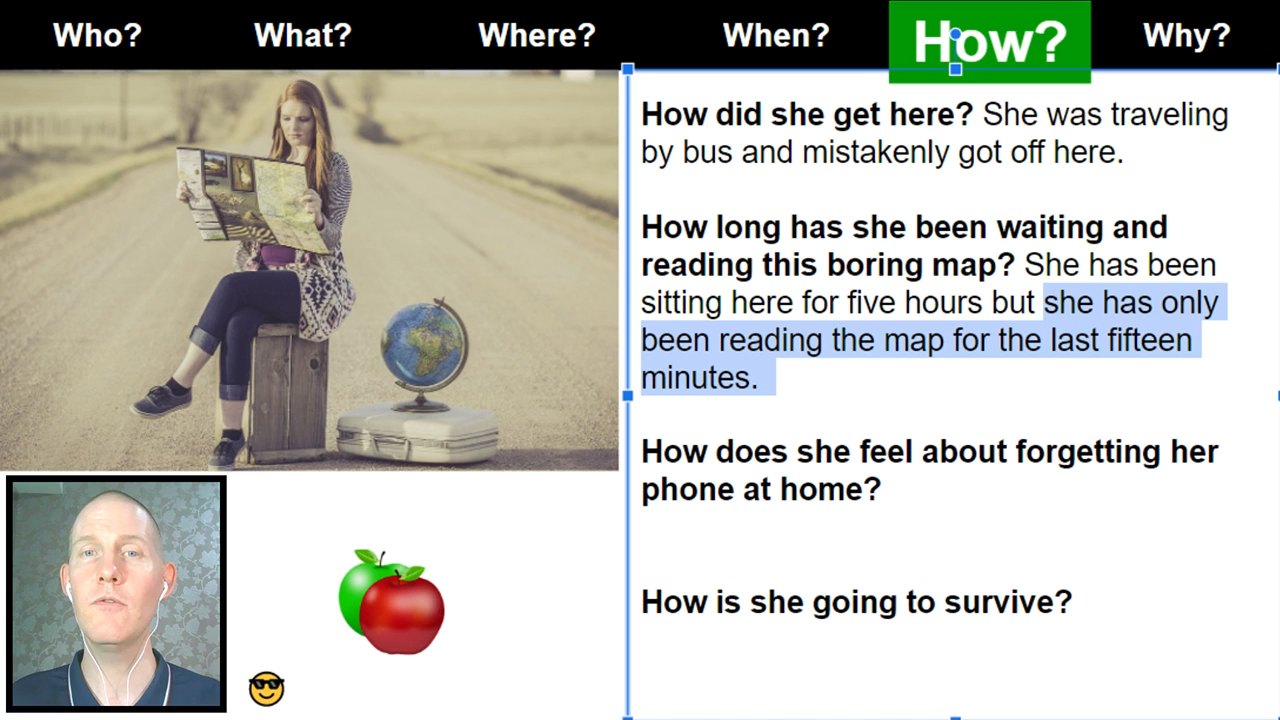 Who? What? Where? When? How? Why?
How did she get here? She was traveling
by bus and mistakenly got off here.
How long has she been waiting and
reading this boring map? She has been
sitting here for five hours but she has only
been reading the map for the last fifteen
minutes.
How does she feel about forgetting her
phone at home?
How is she going to survive?